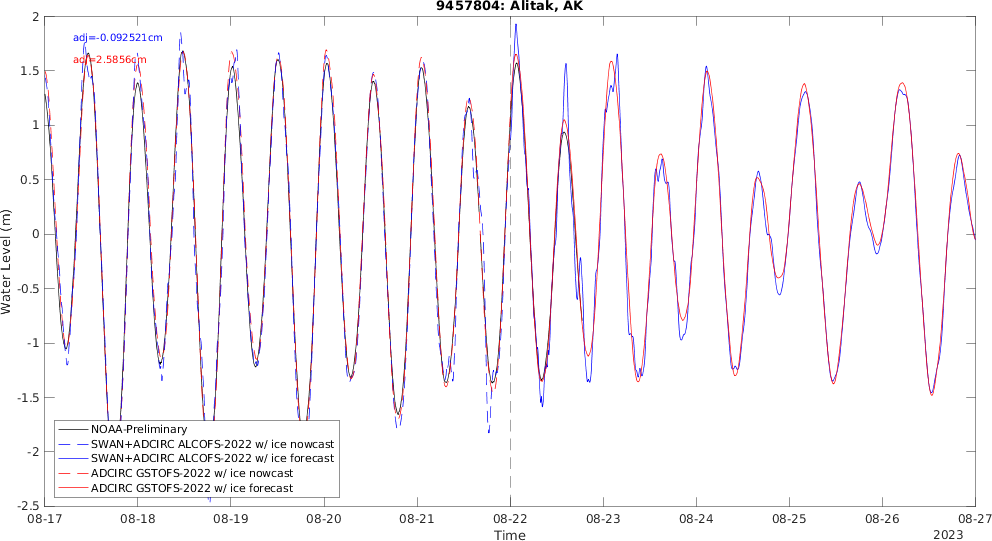 9457804: Alitak, AK
adj=-0.092521cm
adj=2.5856cm
2
1.5
1
0.5
0
-0.5
-1
-1.5
-2
-2.5
Water Level (m)
NOAA-Preliminary
SWAN+ADCIRC ALCOFS-2022 w/ ice nowcast
SWAN+ADCIRC ALCOFS-2022 w/ ice forecast
ADCIRC GSTOFS-2022 w/ ice nowcast
ADCIRC GSTOFS-2022 w/ ice forecast
08-17 08-18 08-19 08-20 08-21 08-22 08-23 08-24 08-25 08-26 08-27
Time
2023